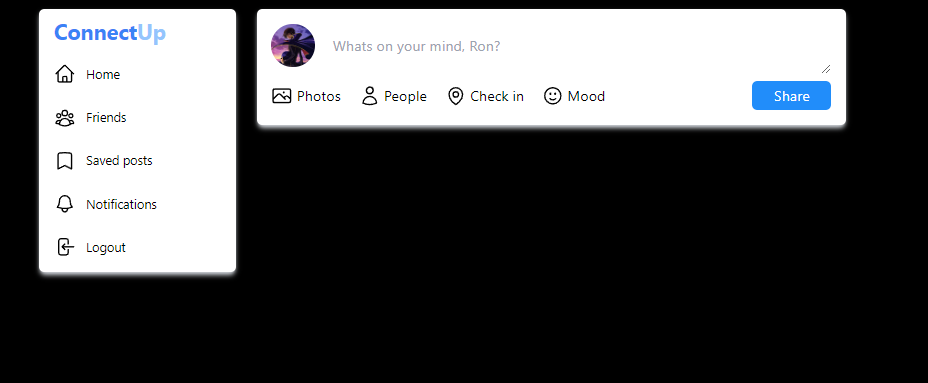 ConnectUp
Home
Friends
Saved posts
Notifications
Logout
Whats on your mind, Ron?
Photos People Check in Mood Share